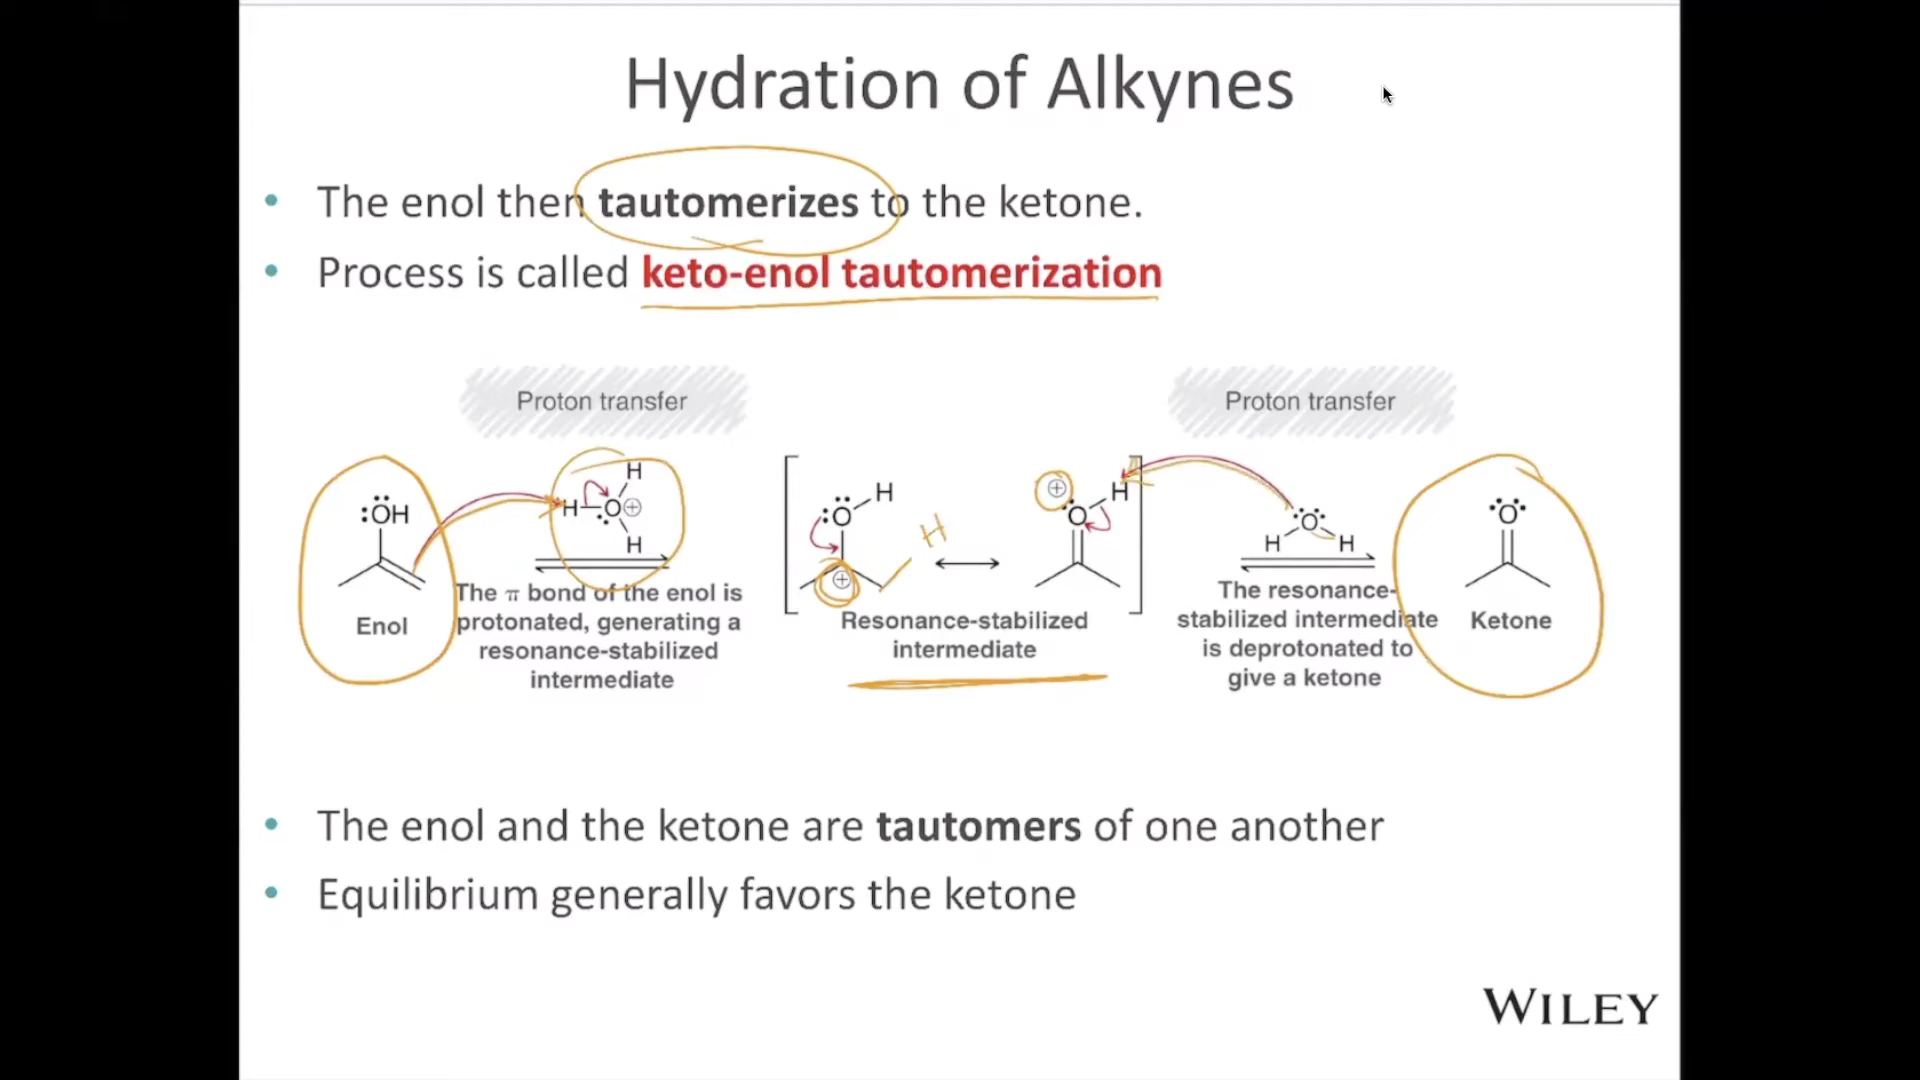 Hydration of Alkynes
• The enol then tautomerizes to the ketone.
• Process is called keto-enol tautomerization
Proton transfer
Proton transfer
:ÖH
Enol
H
H–O⊕
H
The π bond of the enol is
protonated, generating a
resonance-stabilized
intermediate
:O H
⊕
H
⊕ O H
Resonance-stabilized
intermediate
O
H H
The resonance-
stabilized intermediate
is deprotonated to
give a ketone
O
Ketone
• The enol and the ketone are tautomers of one another
• Equilibrium generally favors the ketone
WILEY